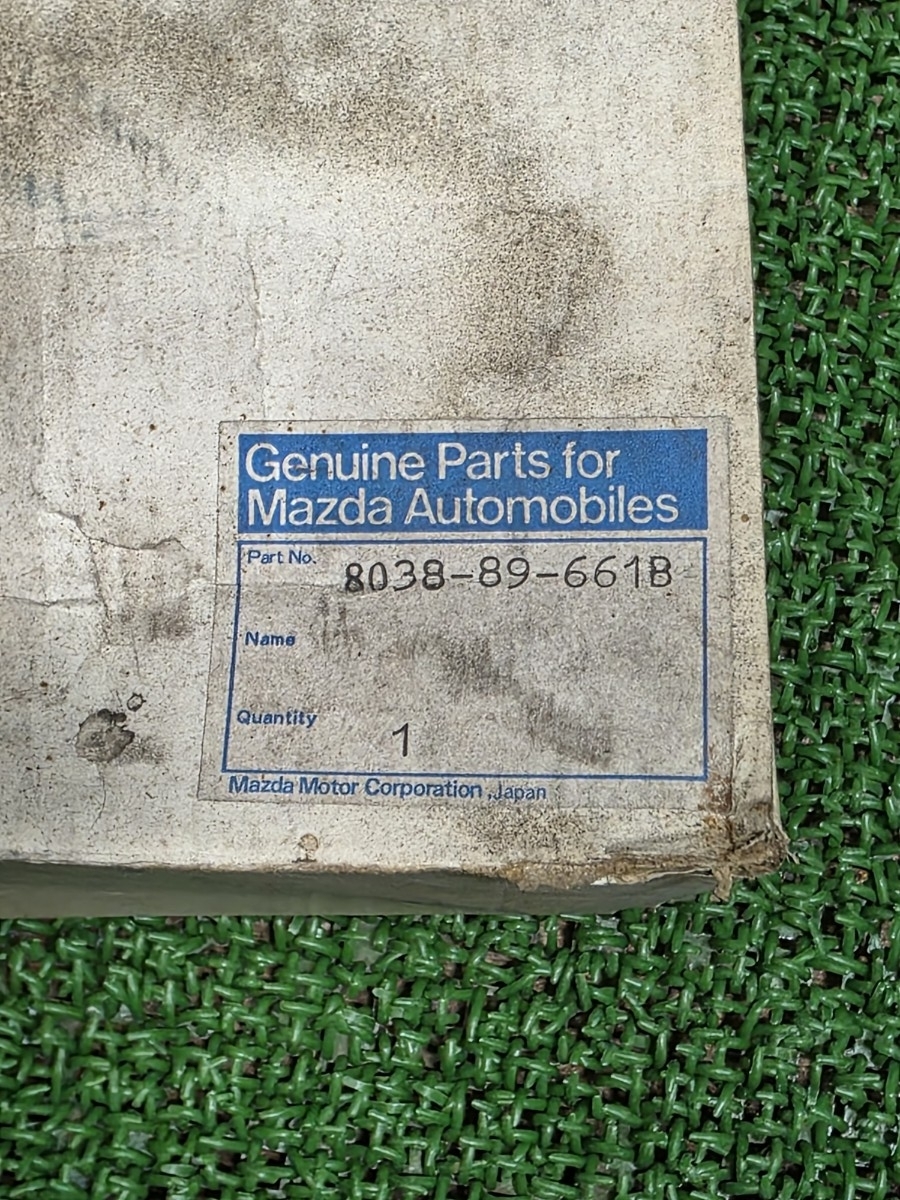 Genuine Parts for
Mazda Automobiles
Part No.
8038-89-661B
Name
Quantity
1
Mazda Motor Corporation, Japan